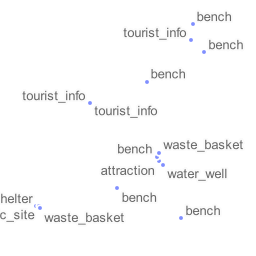 bench
tourist_info
bench
bench
tourist_info
tourist_info
waste_basket
bench
attraction
water_well
bench
helter
c_site
waste_basket
bench